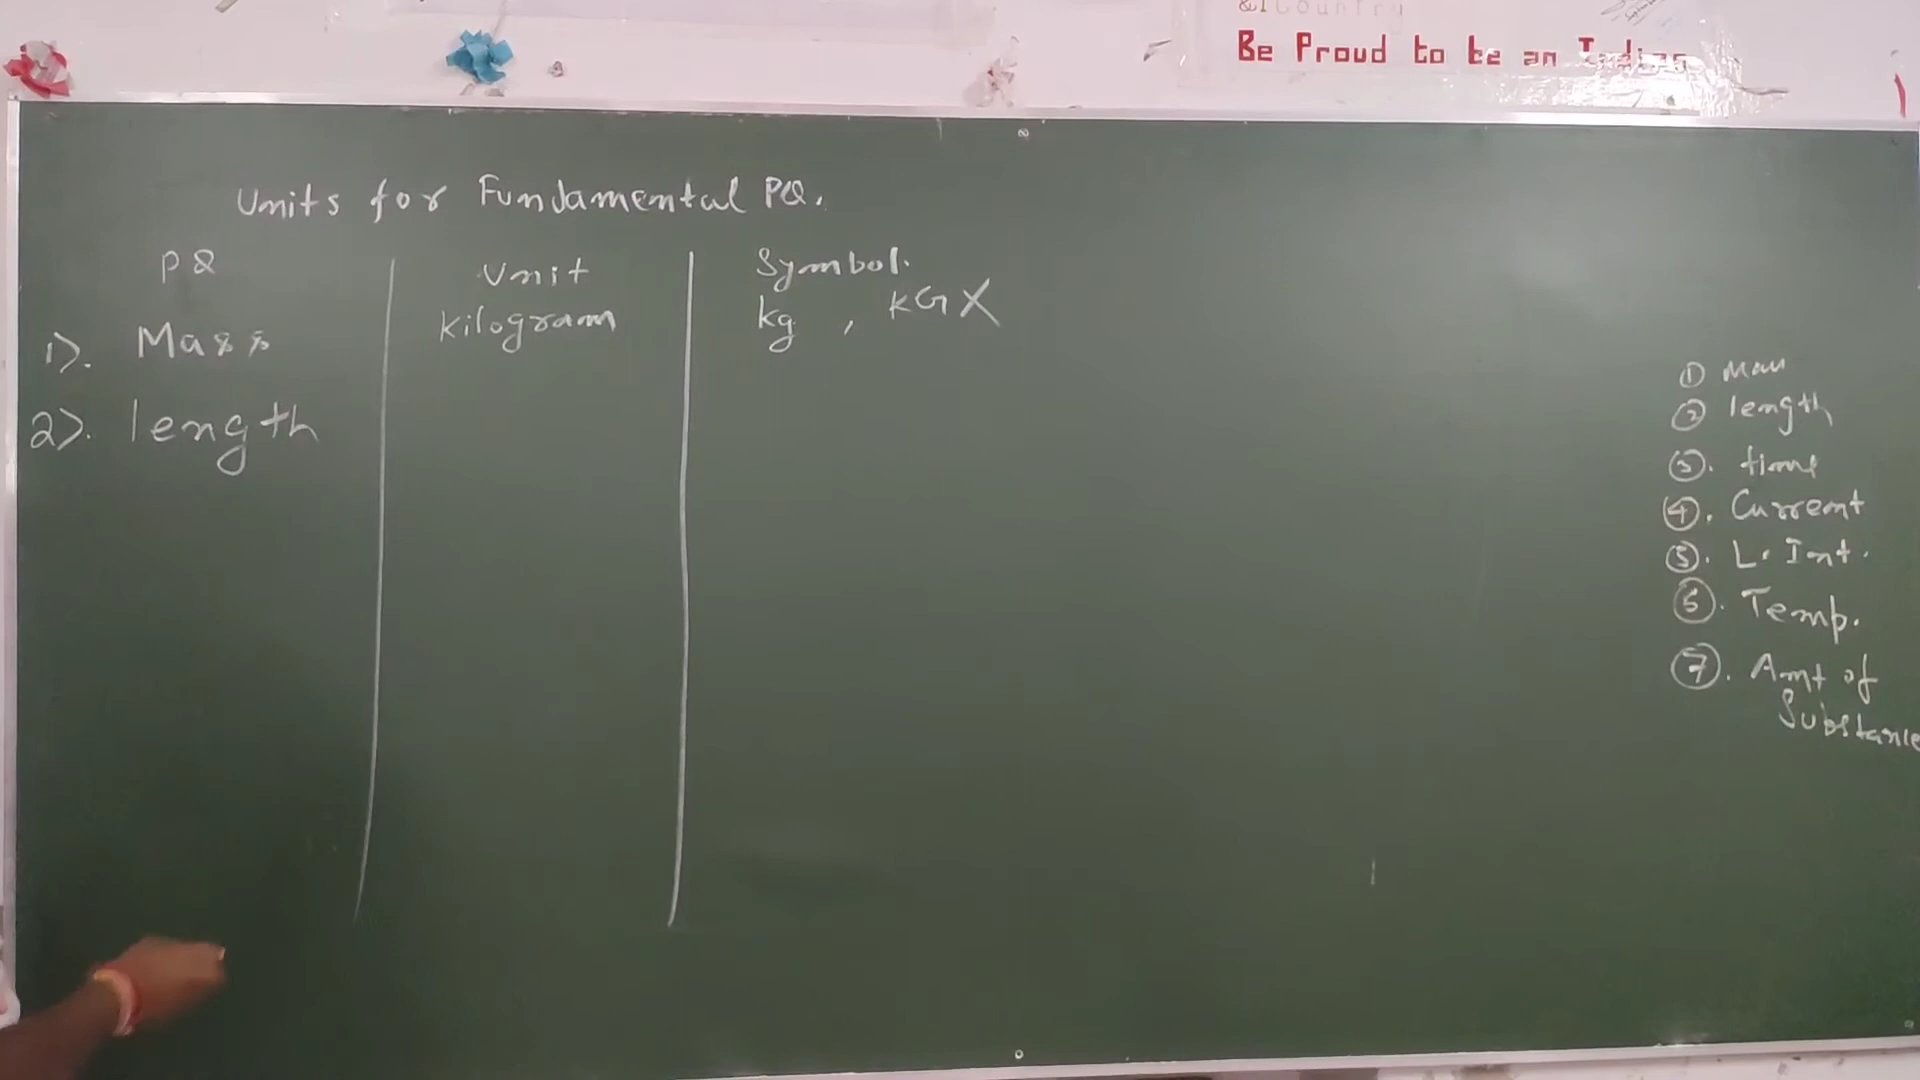 &1 Country
Be Proud to be an Indian
Units for Fundamental PQ.
PQ Unit Symbol.
1). Mass Kilogram kg , KG X
2). length
① Mass
② length
③. time
④. Current
⑤. L. Int.
⑥. Temp.
⑦. Amt of
Substance